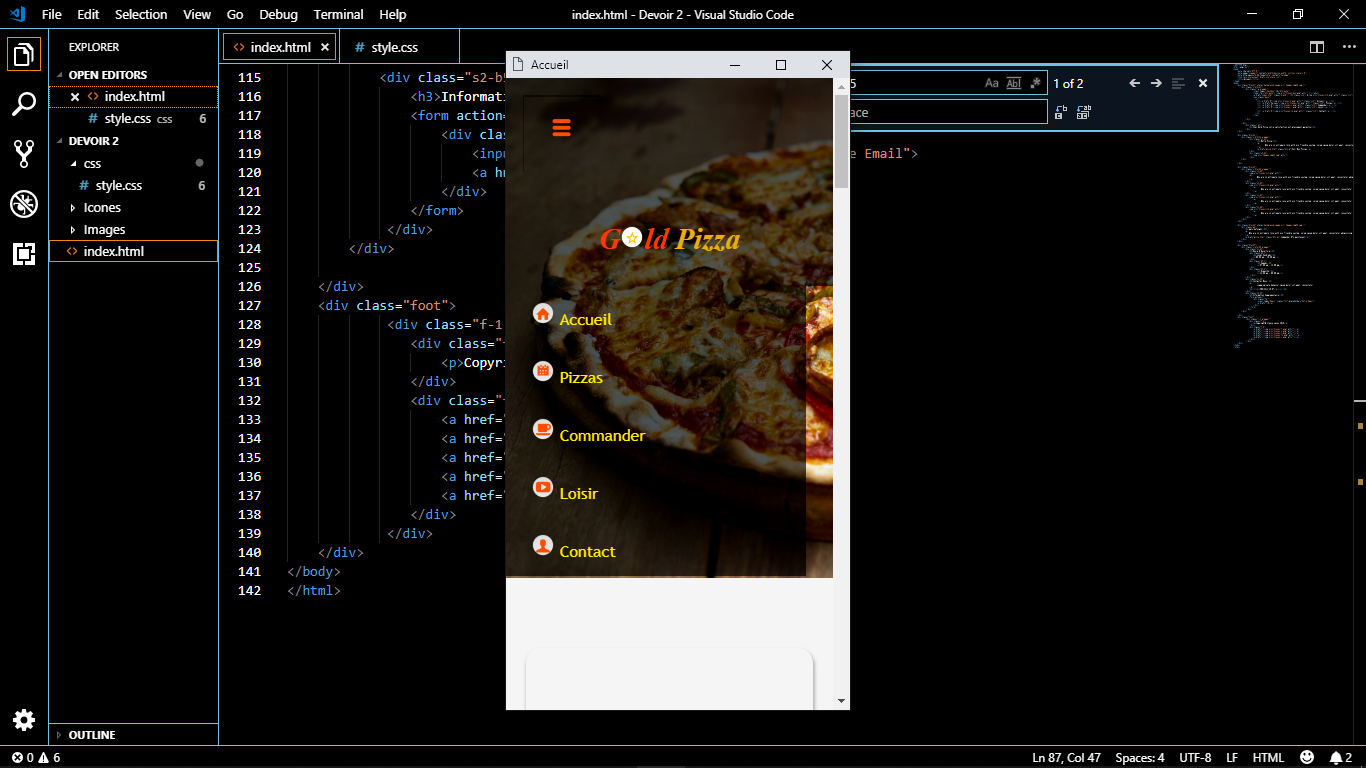 File Edit Selection View Go Debug Terminal Help
index.html - Devoir 2 - Visual Studio Code
EXPLORER
OPEN EDITORS
index.html
style.css css 6
DEVOIR 2
css
style.css 6
Icones
Images
index.html
OUTLINE
index.html style.css
115 <div class="s2-b
116 <h3>Informati
117 <form action=
118 <div clas
119 <inpu e Email">
120 <a h
121 </div>
122 </form>
123 </div>
124 </div>
125
126 </div>
127 <div class="foot">
128 <div class="f-1
129 <div class="
130 <p>Copyri
131 </div>
132 <div class="
133 <a href="
134 <a href="
135 <a href="
136 <a href="
137 <a href="
138 </div>
139 </div>
140 </div>
141 </body>
142 </html>
5 Aa Abl .* 1 of 2
ace
Accueil
Gold Pizza
Accueil
Pizzas
Commander
Loisir
Contact
0 6
Ln 87, Col 47 Spaces: 4 UTF-8 LF HTML 2